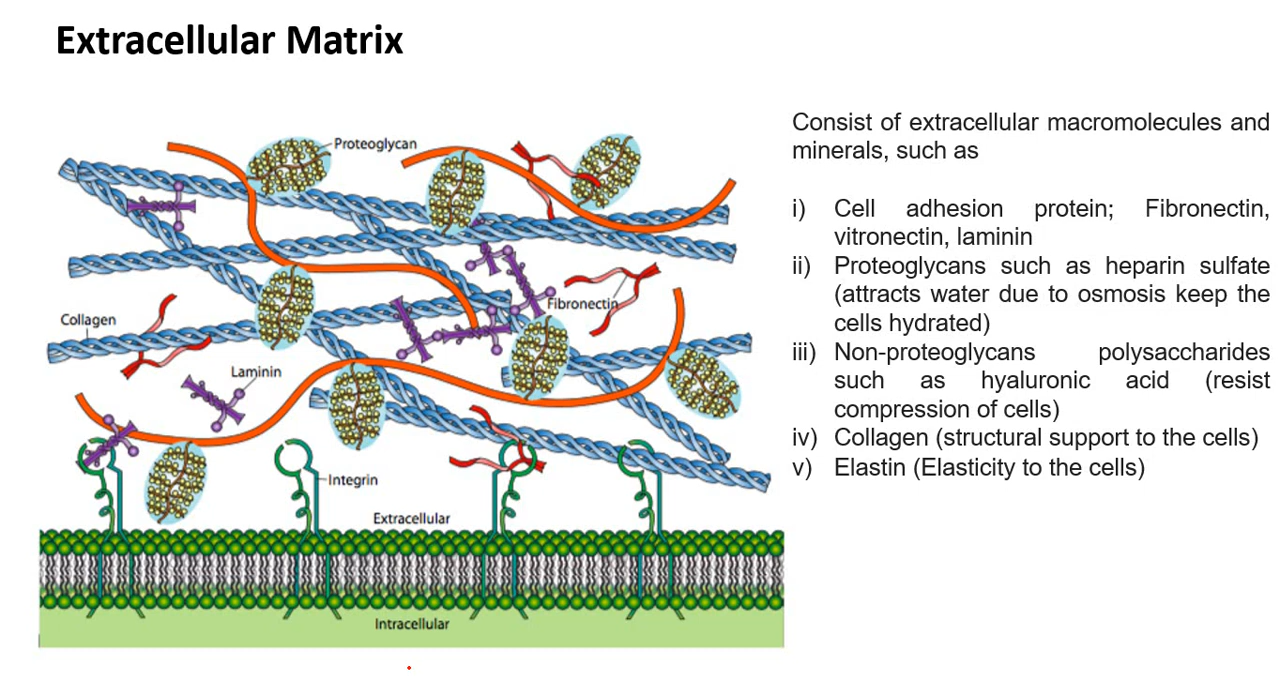 Extracellular Matrix
Proteoglycan
Collagen
Fibronectin
Laminin
Integrin
Extracellular
Intracellular
Consist of extracellular macromolecules and
minerals, such as
i) Cell adhesion protein; Fibronectin,
vitronectin, laminin
ii) Proteoglycans such as heparin sulfate
(attracts water due to osmosis keep the
cells hydrated)
iii) Non-proteoglycans polysaccharides
such as hyaluronic acid (resist
compression of cells)
iv) Collagen (structural support to the cells)
v) Elastin (Elasticity to the cells)